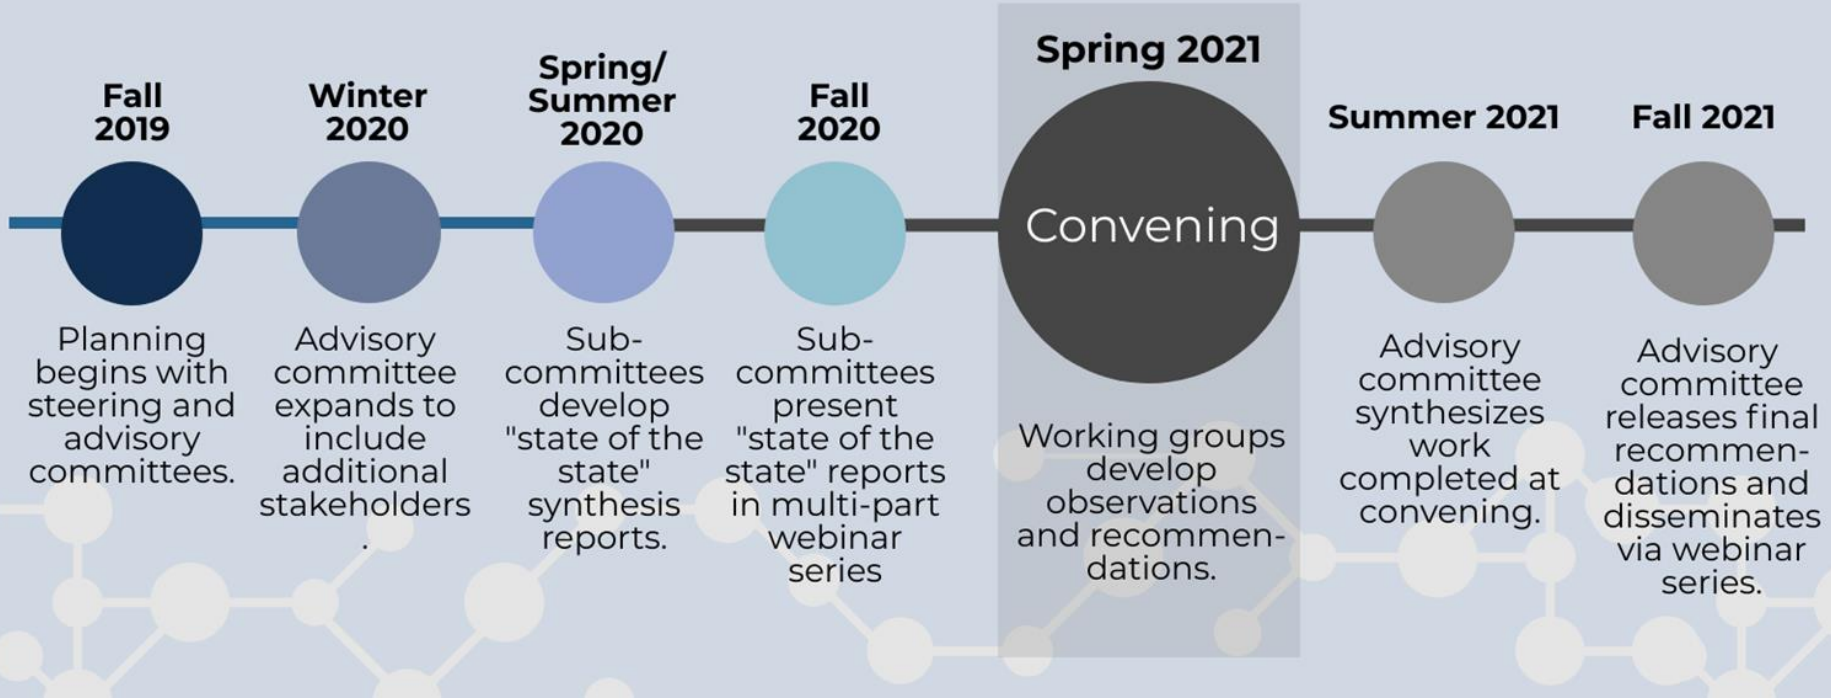 Fall
2019
Planning
begins with
steering and
advisory
committees.
Winter
2020
Advisory
committee
expands to
include
additional
stakeholders
.
Spring/
Summer
2020
Sub-
committees
develop
"state of the
state"
synthesis
reports.
Fall
2020
Sub-
committees
present
"state of the
state" reports
in multi-part
webinar
series
Spring 2021
Convening
Working groups
develop
observations
and recommen-
dations.
Summer 2021
Advisory
committee
synthesizes
work
completed at
convening.
Fall 2021
Advisory
committee
releases final
recommen-
dations and
disseminates
via webinar
series.